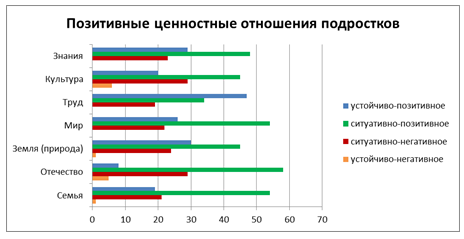 Позитивные ценностные отношения подростков
Знания
Культура
Труд
Мир
Земля (природа)
Отечество
Семья
0 10 20 30 40 50 60 70
устойчиво-позитивное
ситуативно-позитивное
ситуативно-негативное
устойчиво-негативное